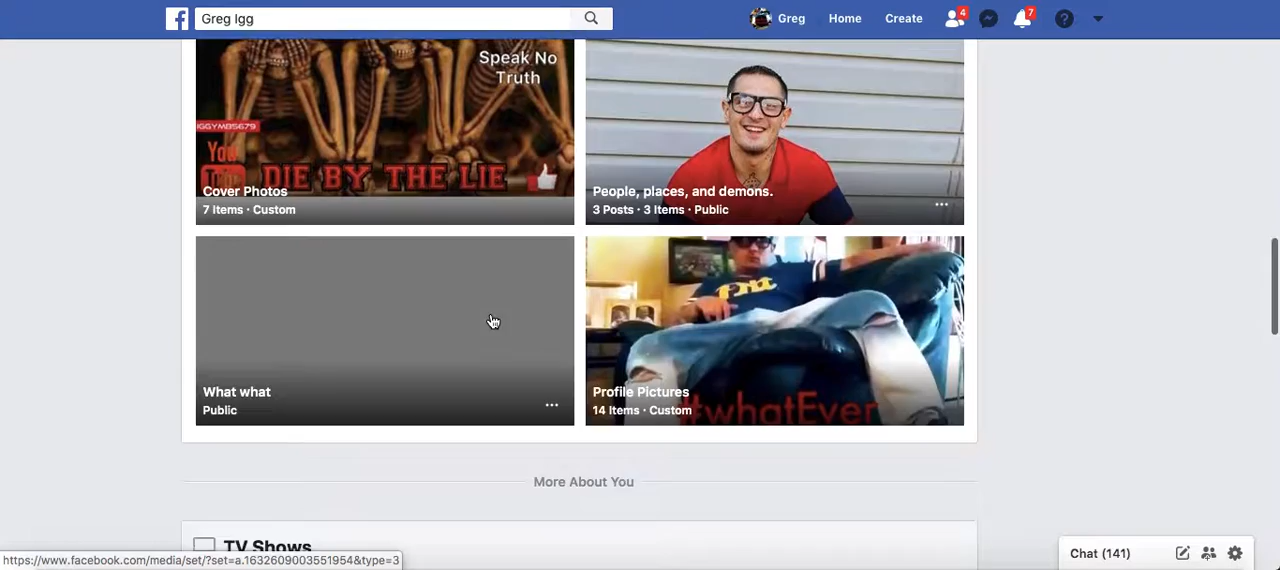 Greg Igg
Greg
Home
Create
4
7
Speak No
Truth
IGGYMB5679
You
DIE BY THE LIE
Cover Photos
7 Items · Custom
People, places, and demons.
3 Posts · 3 Items · Public
What what
Public
Profile Pictures
14 Items · Custom
#whatEver
More About You
TV Shows
https://www.facebook.com/media/set/?set=a.1632609003551954&type=3
Chat (141)